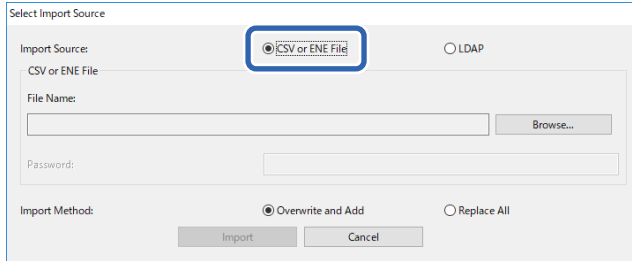 Select Import Source
Import Source: CSV or ENE File LDAP
CSV or ENE File
File Name:
Browse...
Password:
Import Method: Overwrite and Add Replace All
Import Cancel